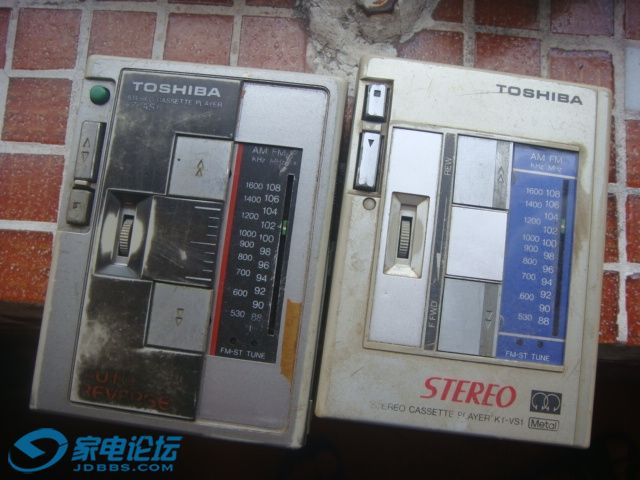 TOSHIBA
STEREO CASSETTE PLAYER
AM FM
KHz MHz
1600 108
1400 106
1200 104
102
1000 100
900 98
800 96
700 94
600 92
90
530 88
FM-ST TUNE
REVERSE
TOSHIBA
AM FM
KHz MHz
REW
1600 108
1400 106
1200 104
102
1000 100
900 98
800 96
700 94
92
600 90
530 88
F.FWD
FM-ST TUNE
STEREO
STEREO CASSETTE PLAYER KT-VS1
Metal
家电论坛
JDBBS.COM